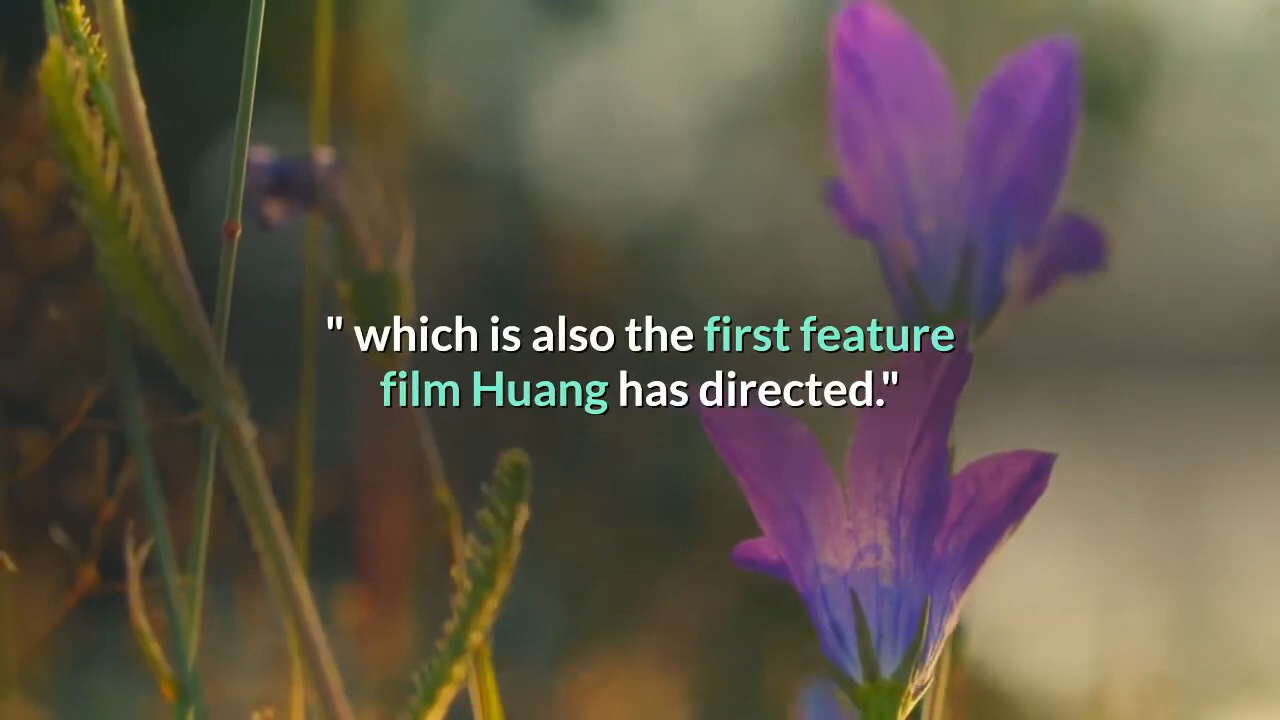 " which is also the first feature
film Huang has directed."